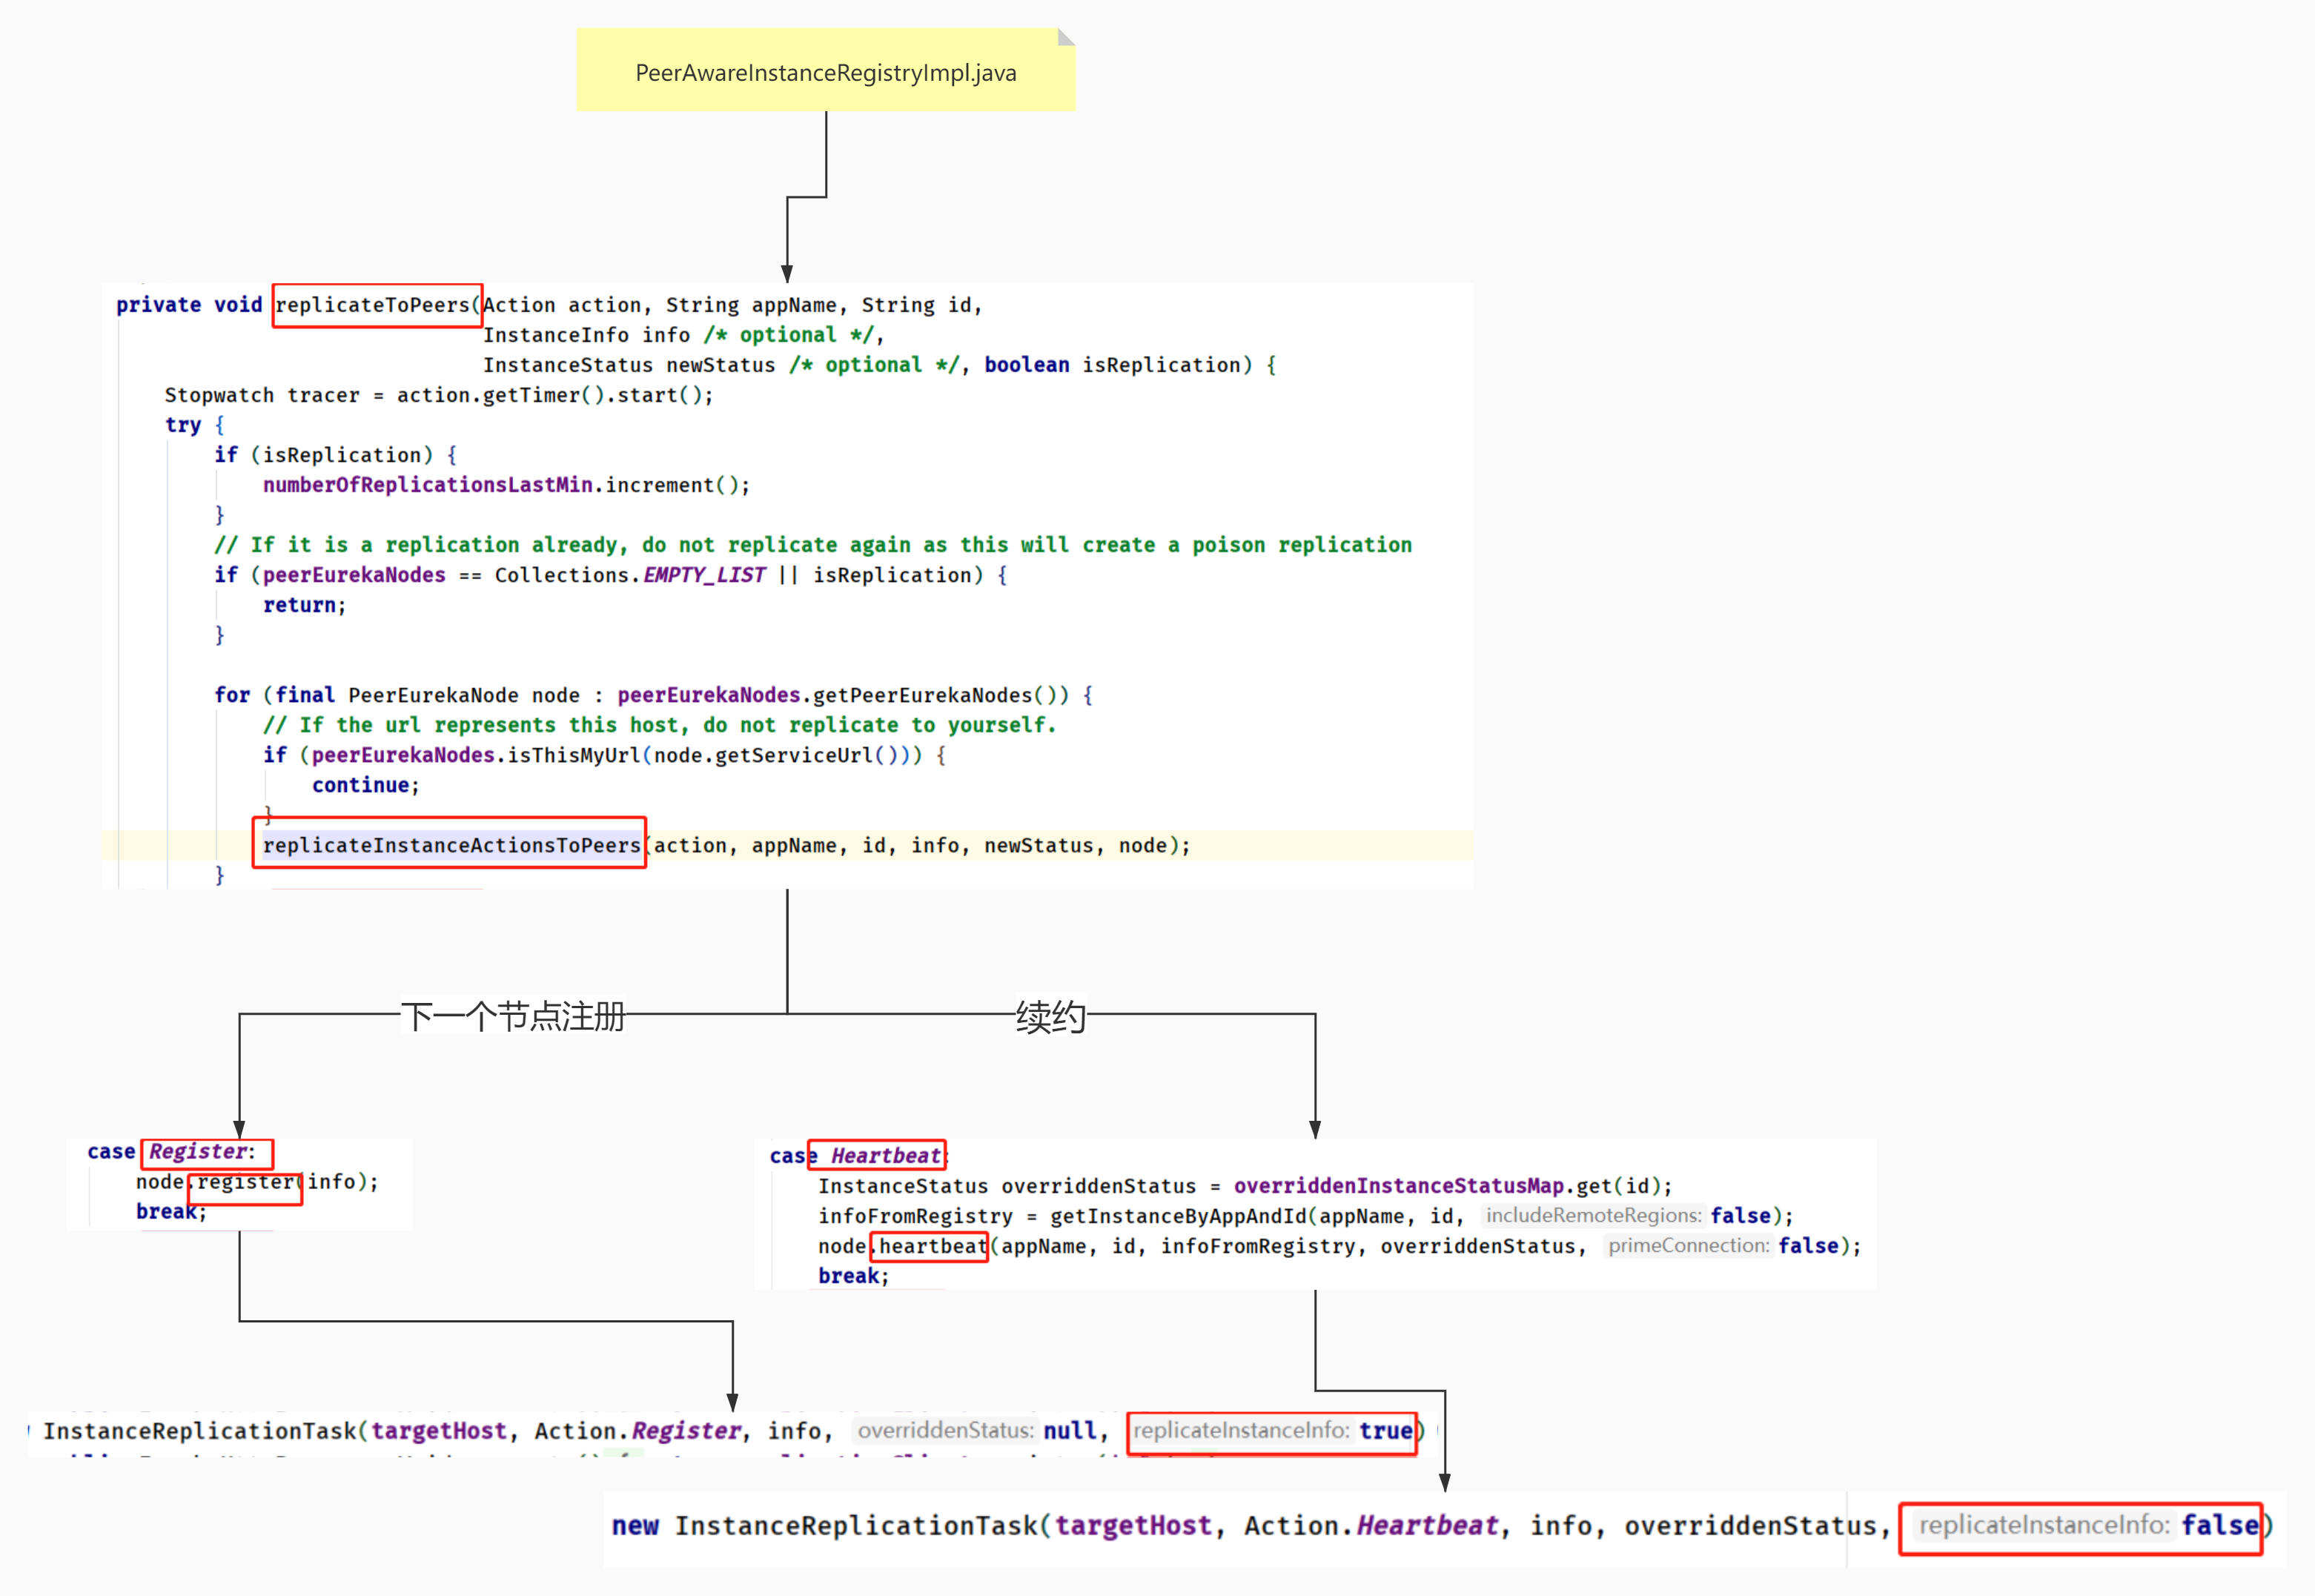 PeerAwareInstanceRegistryImpl.java
private void replicateToPeers(Action action, String appName, String id,
InstanceInfo info /* optional */,
InstanceStatus newStatus /* optional */, boolean isReplication) {
Stopwatch tracer = action.getTimer().start();
try {
if (isReplication) {
numberOfReplicationsLastMin.increment();
}
// If it is a replication already, do not replicate again as this will create a poison replication
if (peerEurekaNodes == Collections.EMPTY_LIST || isReplication) {
return;
}
for (final PeerEurekaNode node : peerEurekaNodes.getPeerEurekaNodes()) {
// If the url represents this host, do not replicate to yourself.
if (peerEurekaNodes.isThisMyUrl(node.getServiceUrl())) {
continue;
}
replicateInstanceActionsToPeers(action, appName, id, info, newStatus, node);
}
下一个节点注册
续约
case Register:
node.register(info);
break;
case Heartbeat:
InstanceStatus overriddenStatus = overriddenInstanceStatusMap.get(id);
infoFromRegistry = getInstanceByAppAndId(appName, id, includeRemoteRegions: false);
node.heartbeat(appName, id, infoFromRegistry, overriddenStatus, primeConnection: false);
break;
InstanceReplicationTask(targetHost, Action.Register, info, overriddenStatus: null, replicateInstanceInfo: true)
new InstanceReplicationTask(targetHost, Action.Heartbeat, info, overriddenStatus, replicateInstanceInfo: false)